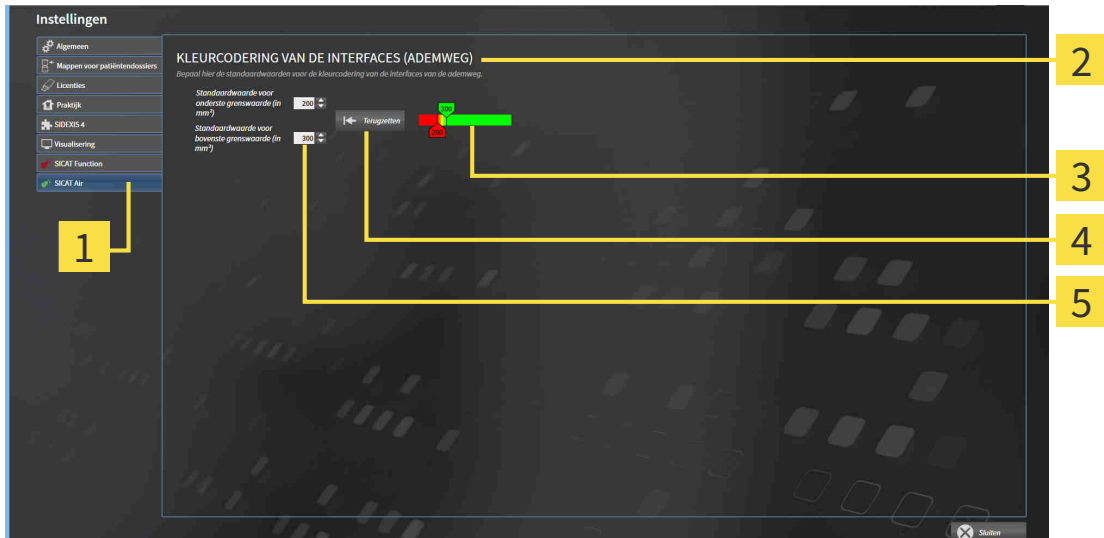 Instellingen
Algemeen
Mappen voor patiëntendossiers
Licenties
Praktijk
SIDEXIS 4
Visualisering
SICAT Function
SICAT Air
KLEURCODERING VAN DE INTERFACES (ADEMWEG)
Bepaal hier de standaardwaarden voor de kleurcodering van de interfaces van de ademweg.
Standaardwaarde voor
onderste grenswaarde (in
mm²)
200
Standaardwaarde voor
bovenste grenswaarde (in
mm²)
300
Terugzetten
300
200
Sluiten
1
2
3
4
5